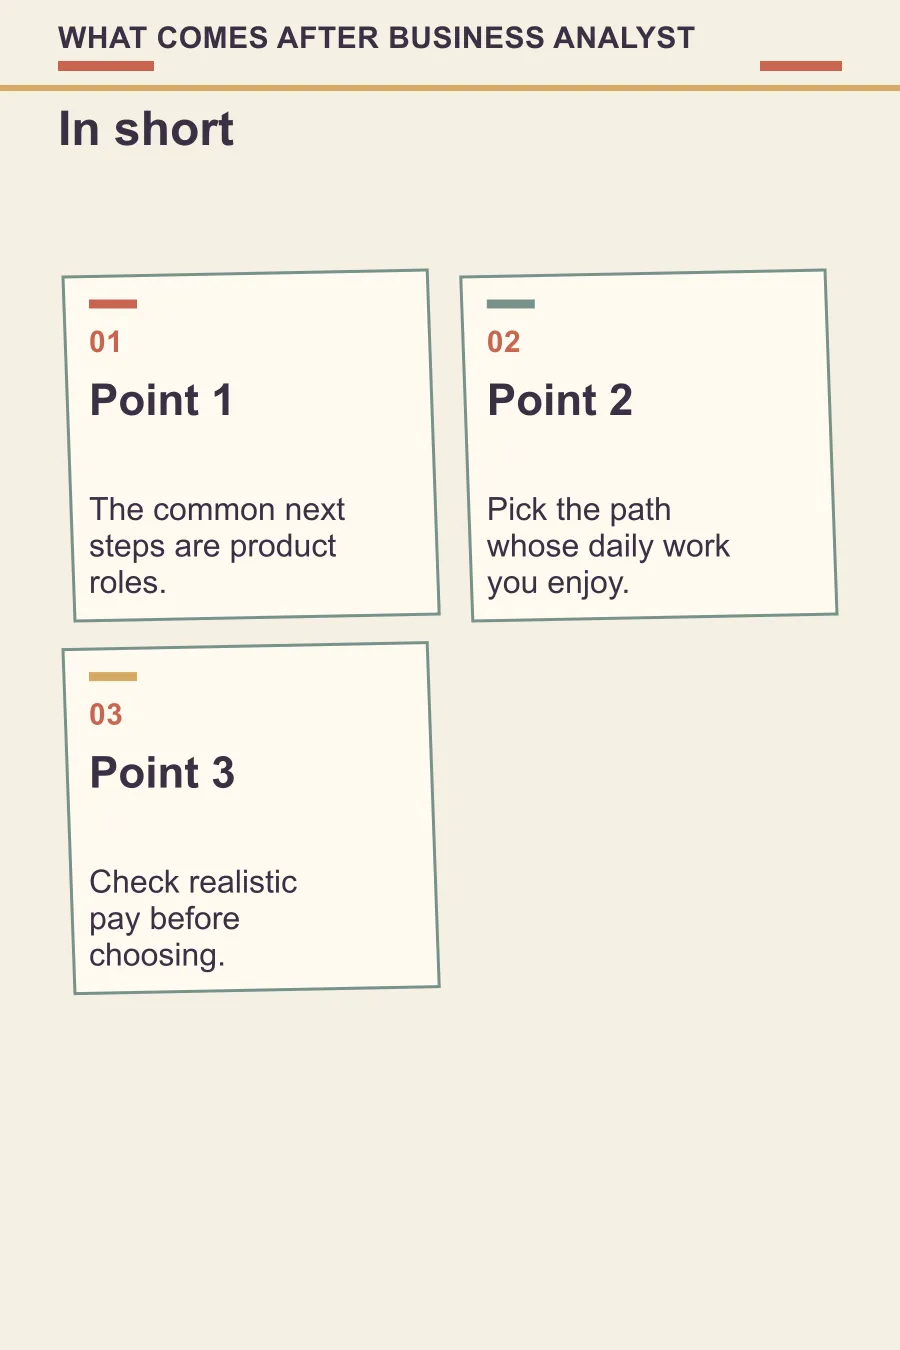 WHAT COMES AFTER BUSINESS ANALYST
In short
01
Point 1
The common next
steps are product
roles.
02
Point 2
Pick the path
whose daily work
you enjoy.
03
Point 3
Check realistic
pay before
choosing.